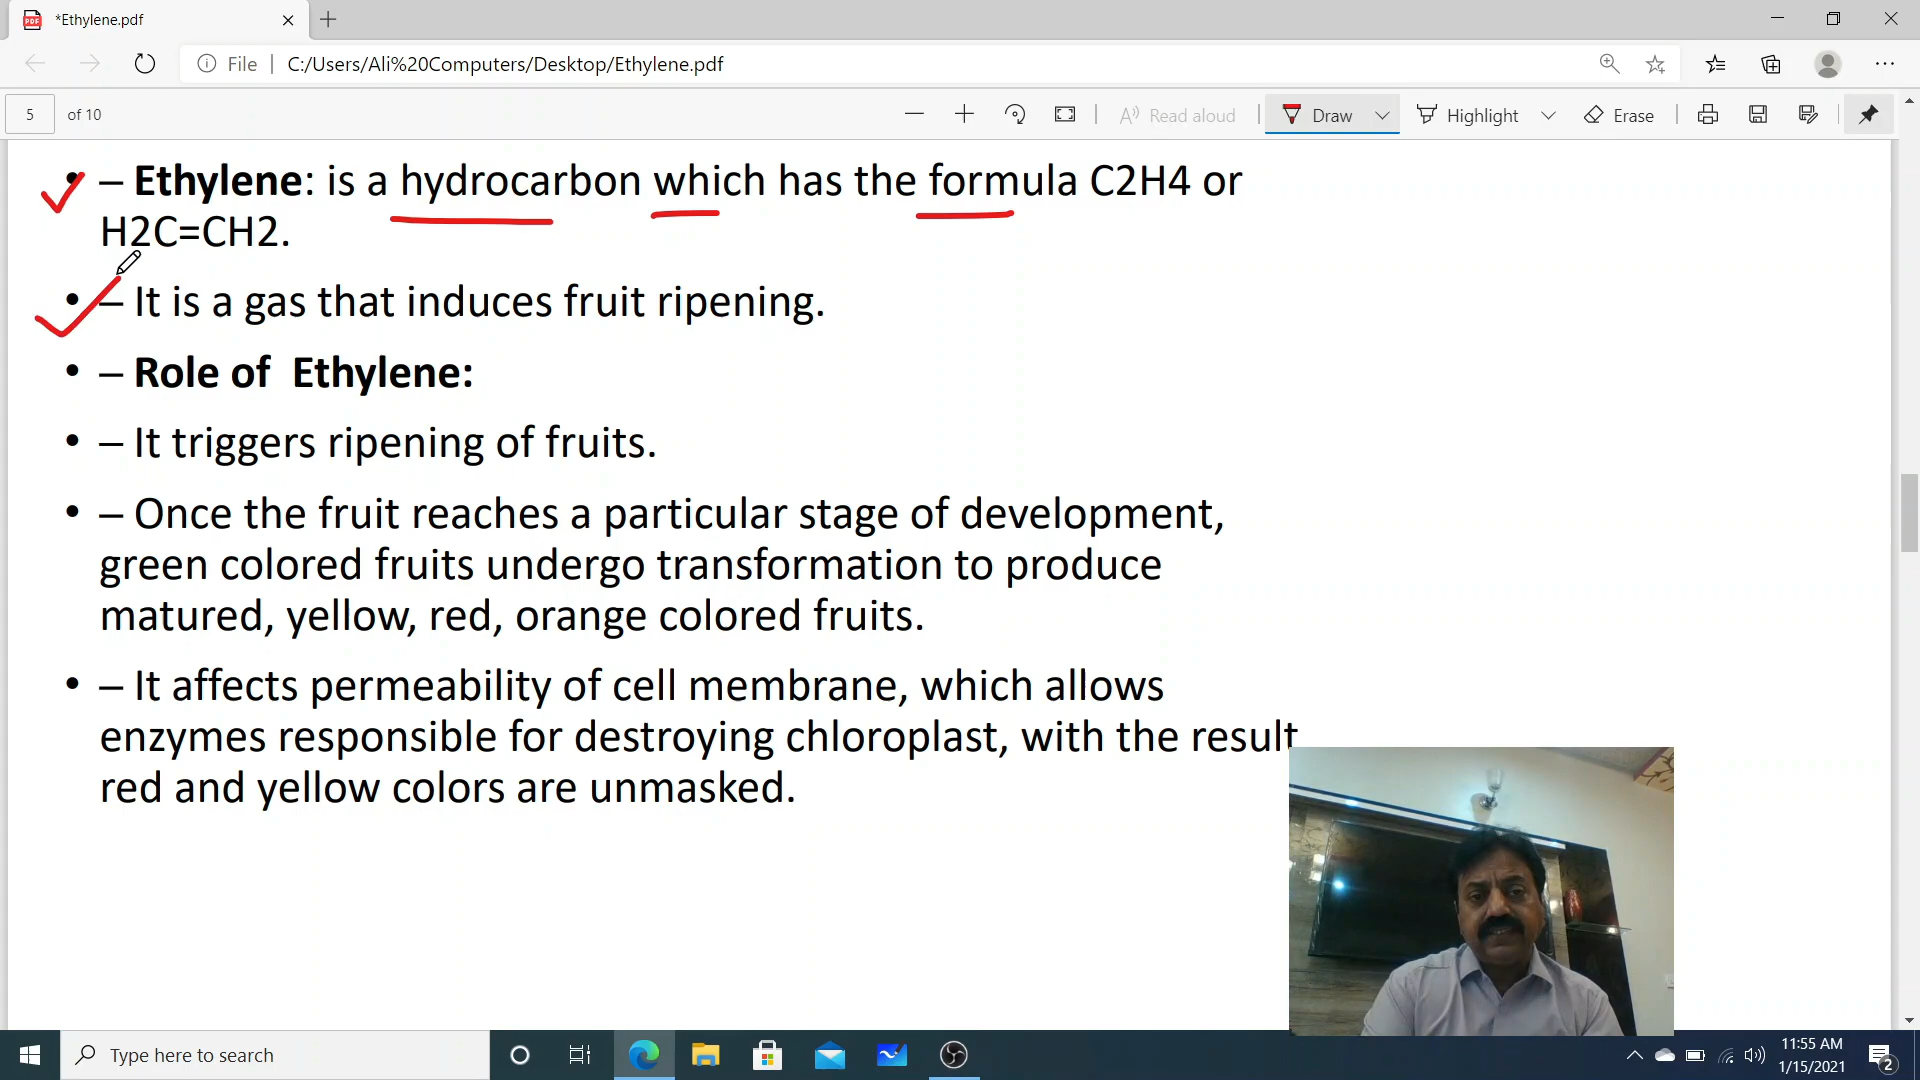 *Ethylene.pdf
File
C:/Users/Ali%20Computers/Desktop/Ethylene.pdf
5 of 10
Read aloud
Draw
Highlight
Erase
• – Ethylene: is a hydrocarbon which has the formula C2H4 or
H2C=CH2.
• – It is a gas that induces fruit ripening.
• – Role of Ethylene:
• – It triggers ripening of fruits.
• – Once the fruit reaches a particular stage of development,
green colored fruits undergo transformation to produce
matured, yellow, red, orange colored fruits.
• – It affects permeability of cell membrane, which allows
enzymes responsible for destroying chloroplast, with the result
red and yellow colors are unmasked.
Type here to search
11:55 AM
1/15/2021
2